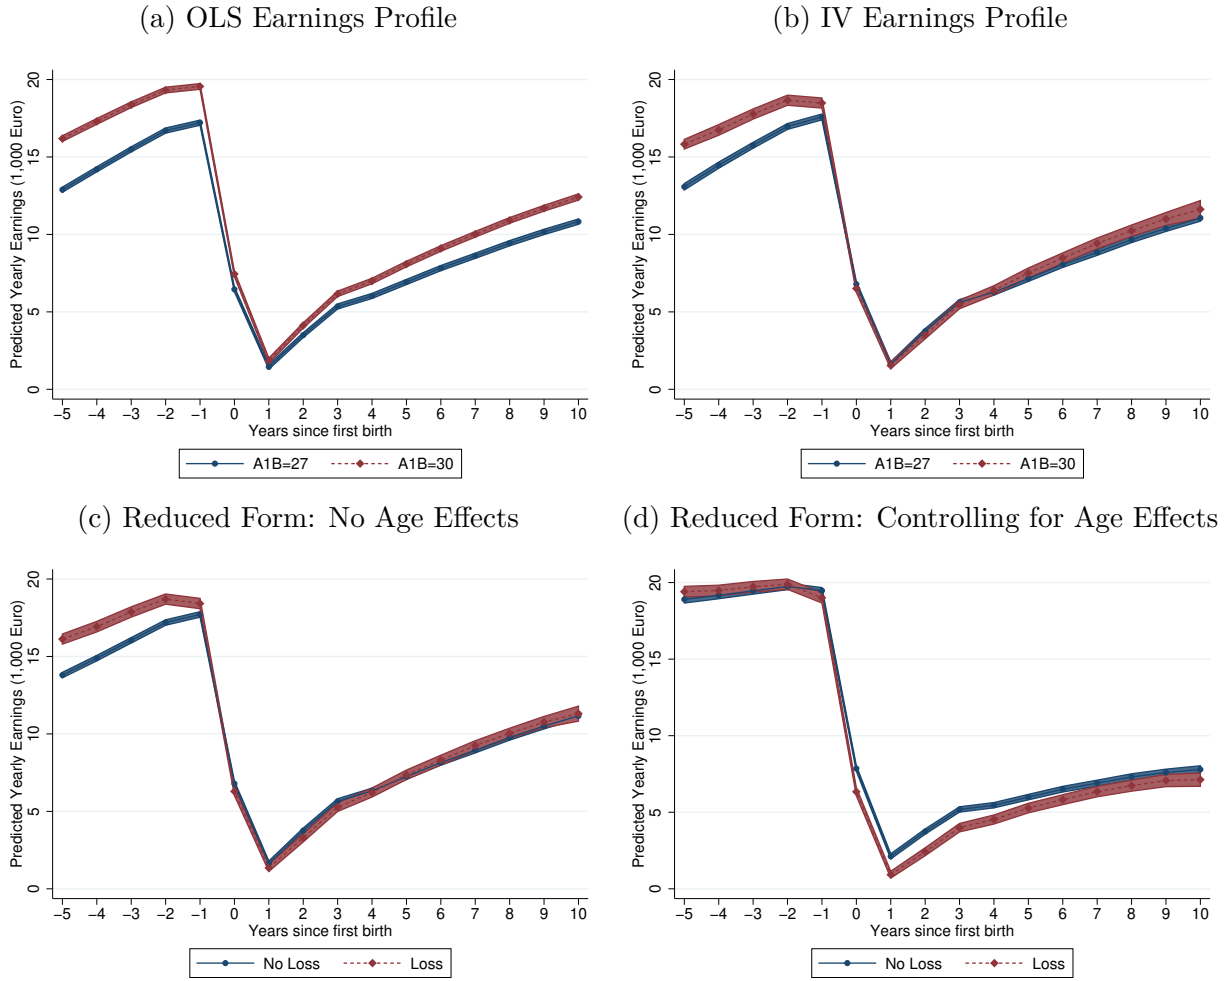 (a) OLS Earnings Profile
Predicted Yearly Earnings (1,000 Euro)
20
15
10
5
0
−5 −4 −3 −2 −1 0 1 2 3 4 5 6 7 8 9 10
Years since first birth
A1B=27 A1B=30
(b) IV Earnings Profile
Predicted Yearly Earnings (1,000 Euro)
20
15
10
5
0
−5 −4 −3 −2 −1 0 1 2 3 4 5 6 7 8 9 10
Years since first birth
A1B=27 A1B=30
(c) Reduced Form: No Age Effects
Predicted Yearly Earnings (1,000 Euro)
20
15
10
5
0
−5 −4 −3 −2 −1 0 1 2 3 4 5 6 7 8 9 10
Years since first birth
No Loss Loss
(d) Reduced Form: Controlling for Age Effects
Predicted Yearly Earnings (1,000 Euro)
20
15
10
5
0
−5 −4 −3 −2 −1 0 1 2 3 4 5 6 7 8 9 10
Years since first birth
No Loss Loss